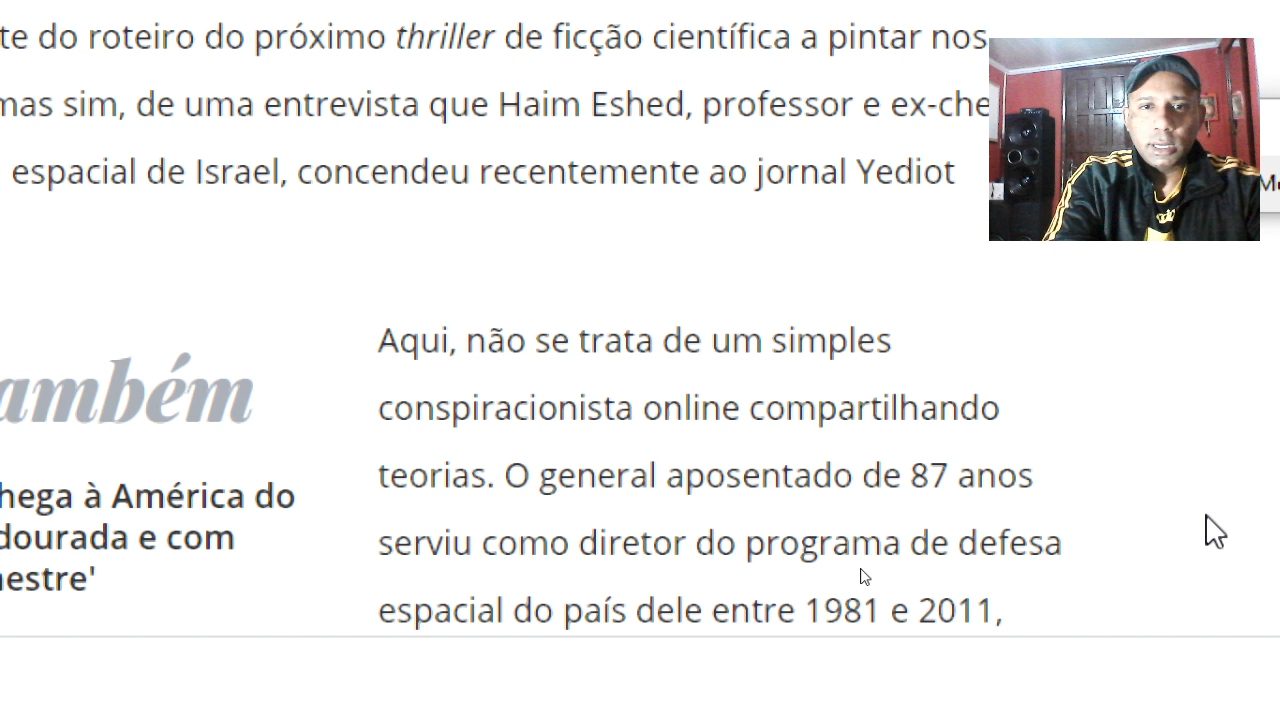 te do roteiro do próximo thriller de ficção científica a pintar nos
mas sim, de uma entrevista que Haim Eshed, professor e ex-che
espacial de Israel, concendeu recentemente ao jornal Yediot
ambém
hega à América do
dourada e com
estre'
Aqui, não se trata de um simples
conspiracionista online compartilhando
teorias. O general aposentado de 87 anos
serviu como diretor do programa de defesa
espacial do país dele entre 1981 e 2011,